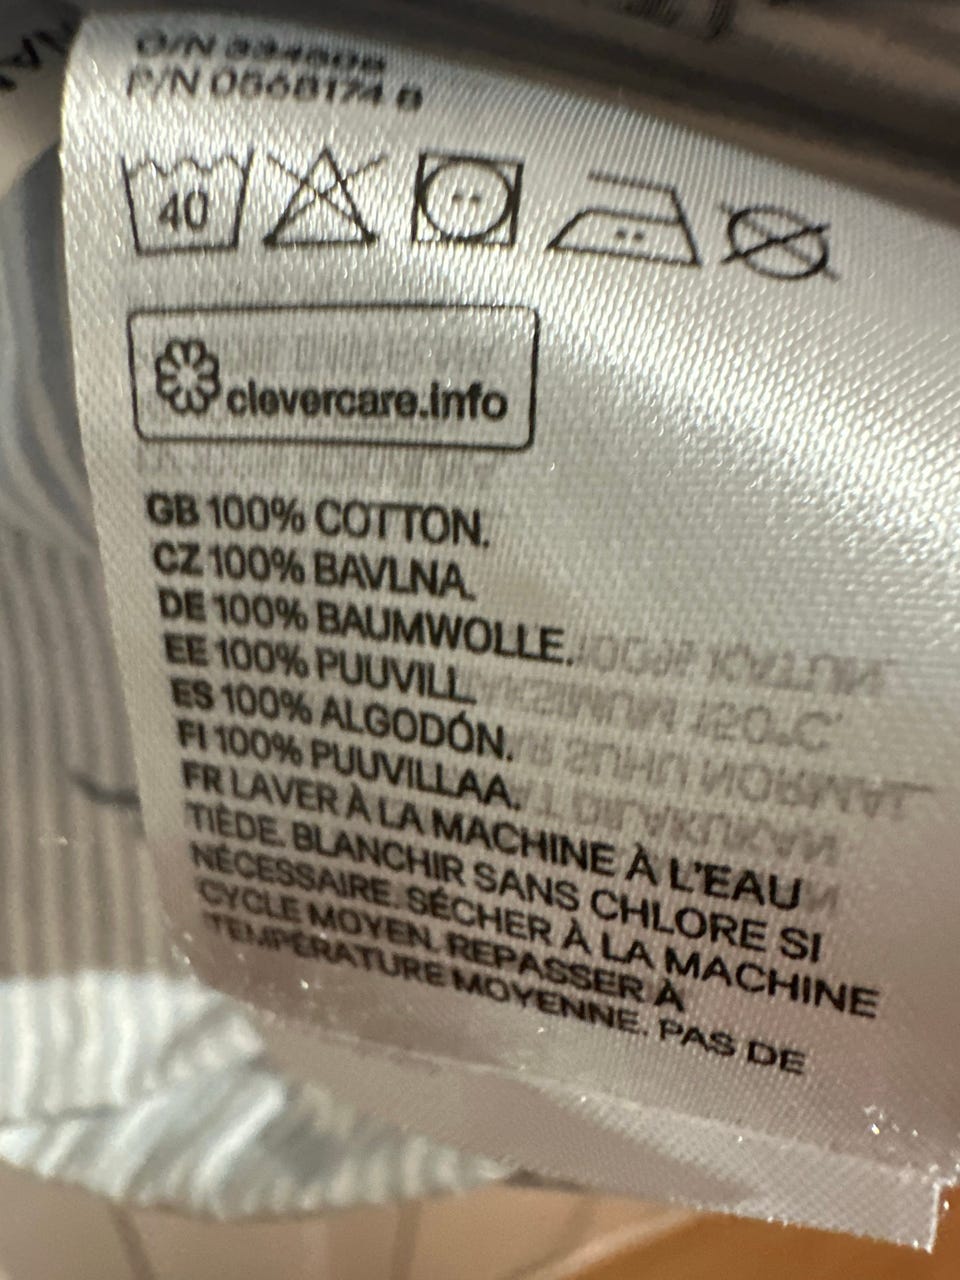 P/N 0568174 8
40
clevercare.info
GB 100% COTTON.
CZ 100% BAVLNA.
DE 100% BAUMWOLLE.
EE 100% PUUVILL.
ES 100% ALGODÓN.
FI 100% PUUVILLAA.
FR LAVER À LA MACHINE À L'EAU
TIÈDE. BLANCHIR SANS CHLORE SI
NÉCESSAIRE. SÉCHER À LA MACHINE
CYCLE MOYEN. REPASSER À
TEMPÉRATURE MOYENNE. PAS DE